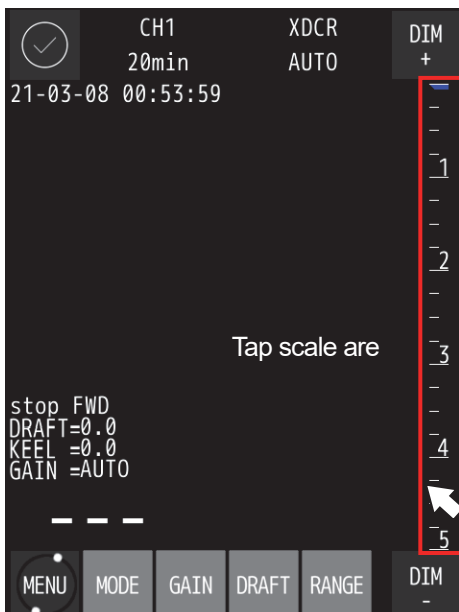 CH1 XDCR DIM
20min AUTO +
21-03-08 00:53:59
1
2
Tap scale are
3
stop FWD
DRAFT=0.0
KEEL =0.0
4
GAIN =AUTO
– – –
5
MENU MODE GAIN DRAFT RANGE DIM
-